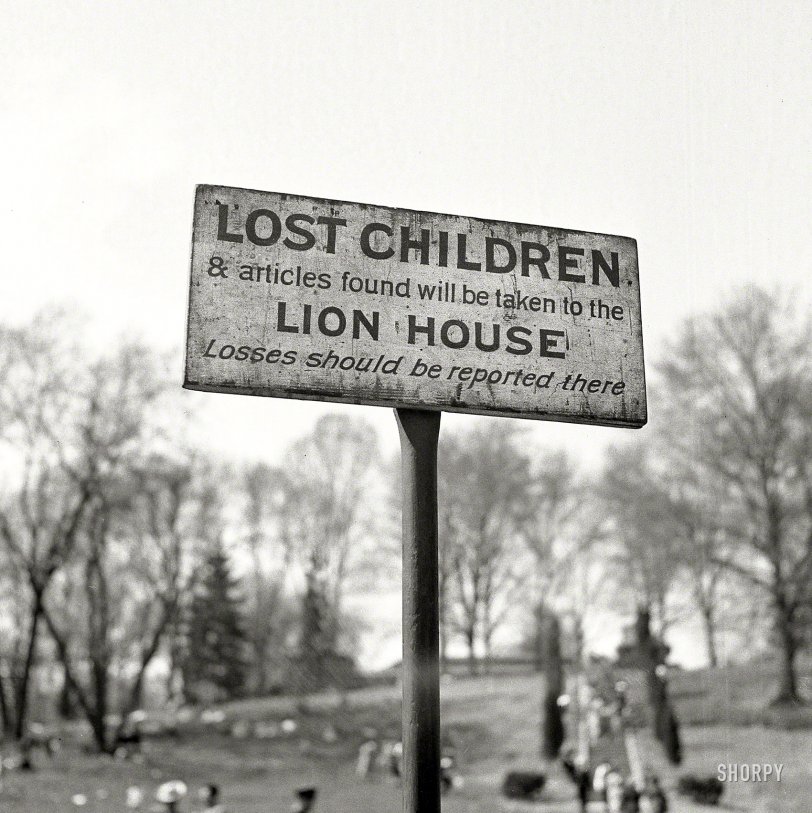 LOST CHILDREN
& articles found will be taken to the
LION HOUSE
Losses should be reported there
SHORPY